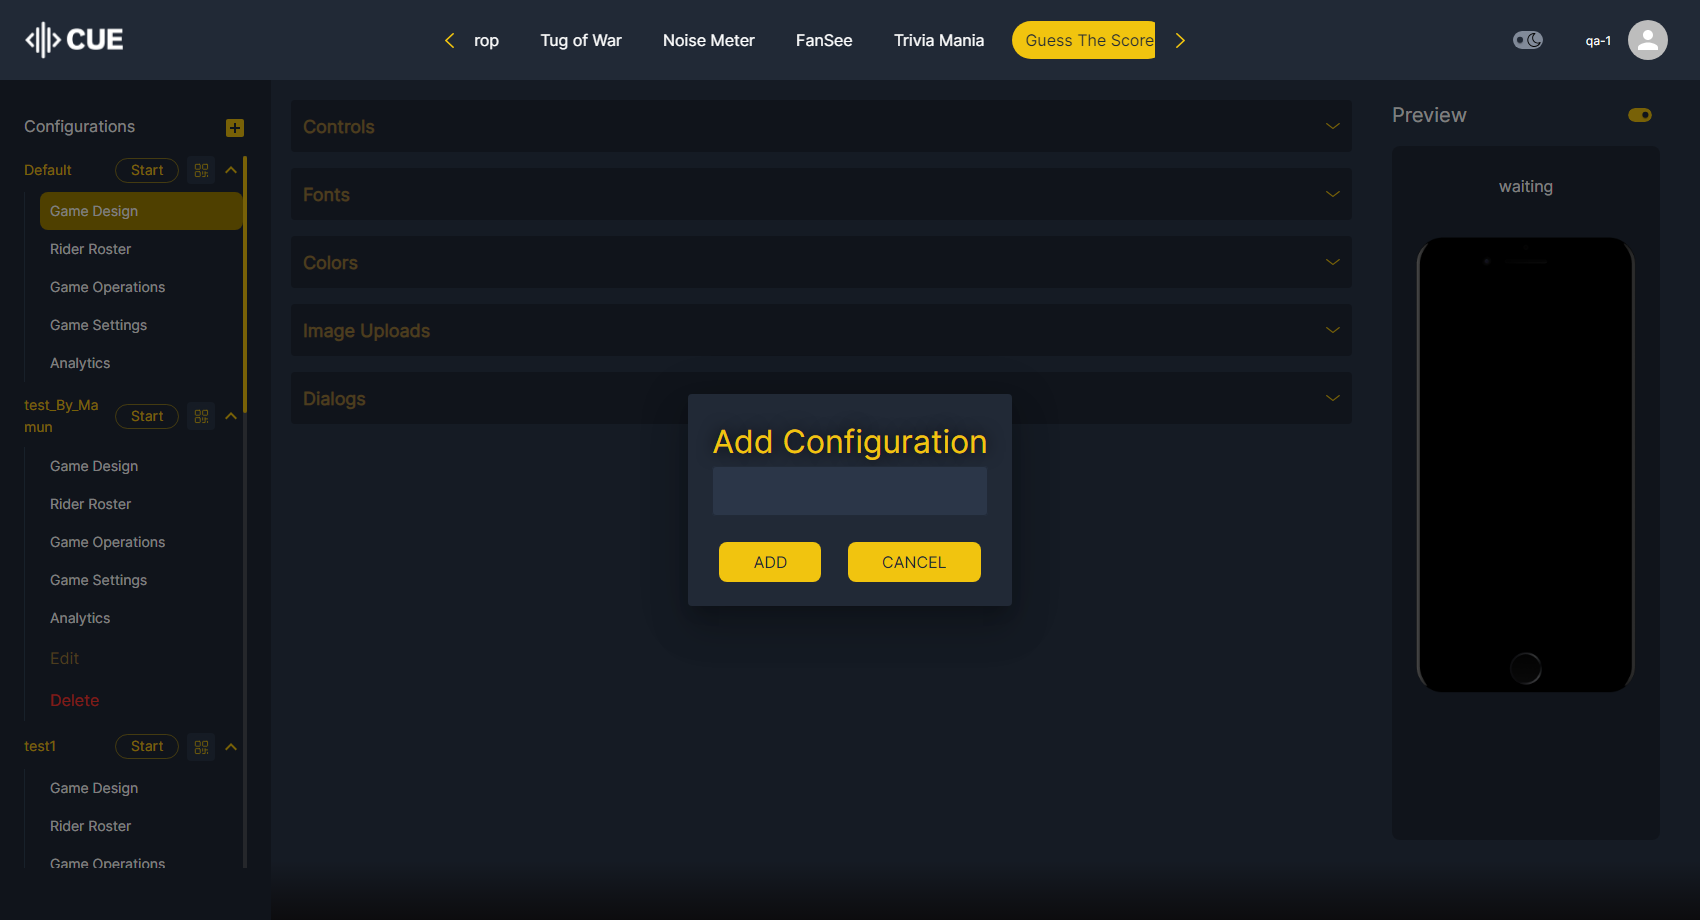 CUE
rop
Tug of War
Noise Meter
FanSee
Trivia Mania
Guess The Score
qa-1
Configurations
Default
Start
Game Design
Rider Roster
Game Operations
Game Settings
Analytics
test_By_Ma
mun
Start
Game Design
Rider Roster
Game Operations
Game Settings
Analytics
Edit
Delete
test1
Start
Game Design
Rider Roster
Game Operations
Controls
Fonts
Colors
Image Uploads
Dialogs
Add Configuration
ADD
CANCEL
Preview
waiting